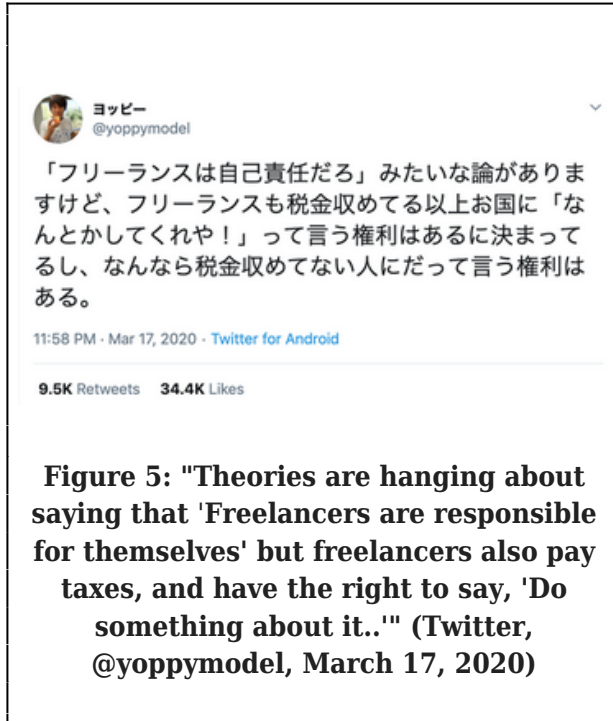 ヨッピー
@yoppymodel
「フリーランスは自己責任だろ」みたいな論がありま
すけど、フリーランスも税金収めてる以上お国に「な
んとかしてくれや！」って言う権利はあるに決まって
るし、なんなら税金収めてない人にだって言う権利は
ある。
11:58 PM · Mar 17, 2020 · Twitter for Android
9.5K Retweets 34.4K Likes
Figure 5: "Theories are hanging about
saying that 'Freelancers are responsible
for themselves' but freelancers also pay
taxes, and have the right to say, 'Do
something about it..'" (Twitter,
@yoppymodel, March 17, 2020)